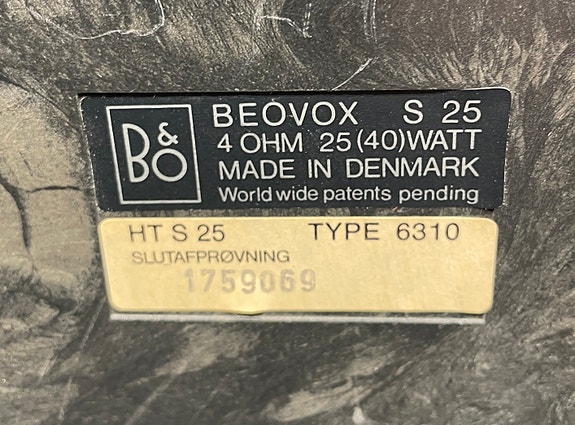 B&O
BEOVOX S 25
4 OHM 25 (40) WATT
MADE IN DENMARK
World wide patents pending
HT S 25 TYPE 6310
SLUTAFPRØVNING
1759069